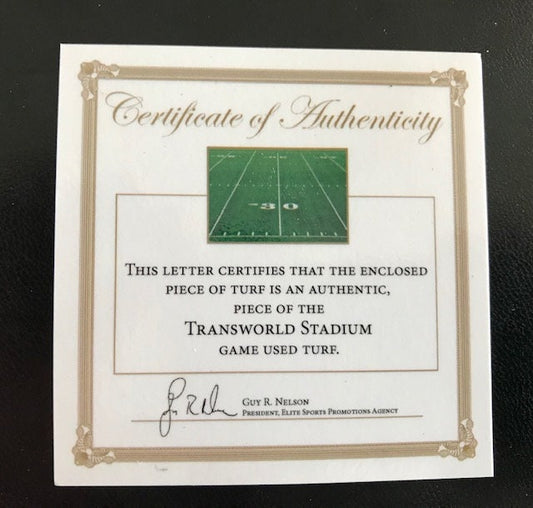 Certificate of Authenticity
30
THIS LETTER CERTIFIES THAT THE ENCLOSED
PIECE OF TURF IS AN AUTHENTIC,
PIECE OF THE
TRANSWORLD STADIUM
GAME USED TURF.
GUY R. NELSON
PRESIDENT, ELITE SPORTS PROMOTIONS AGENCY